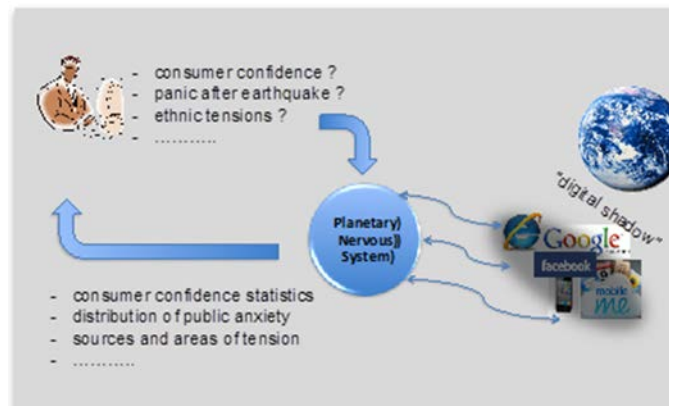 - consumer confidence ?
- panic after earthquake ?
- ethnic tensions ?
- ...........
"digital shadow"
Planetary)
Nervous))
System)
Google
facebook
mobile
me
- consumer confidence statistics
- distribution of public anxiety
- sources and areas of tension
- ...........